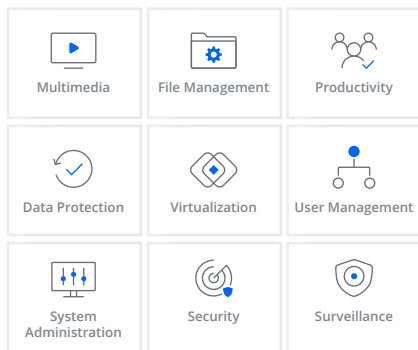 Multimedia
File Management
Productivity
Data Protection
Virtualization
User Management
System
Administration
Security
Surveillance